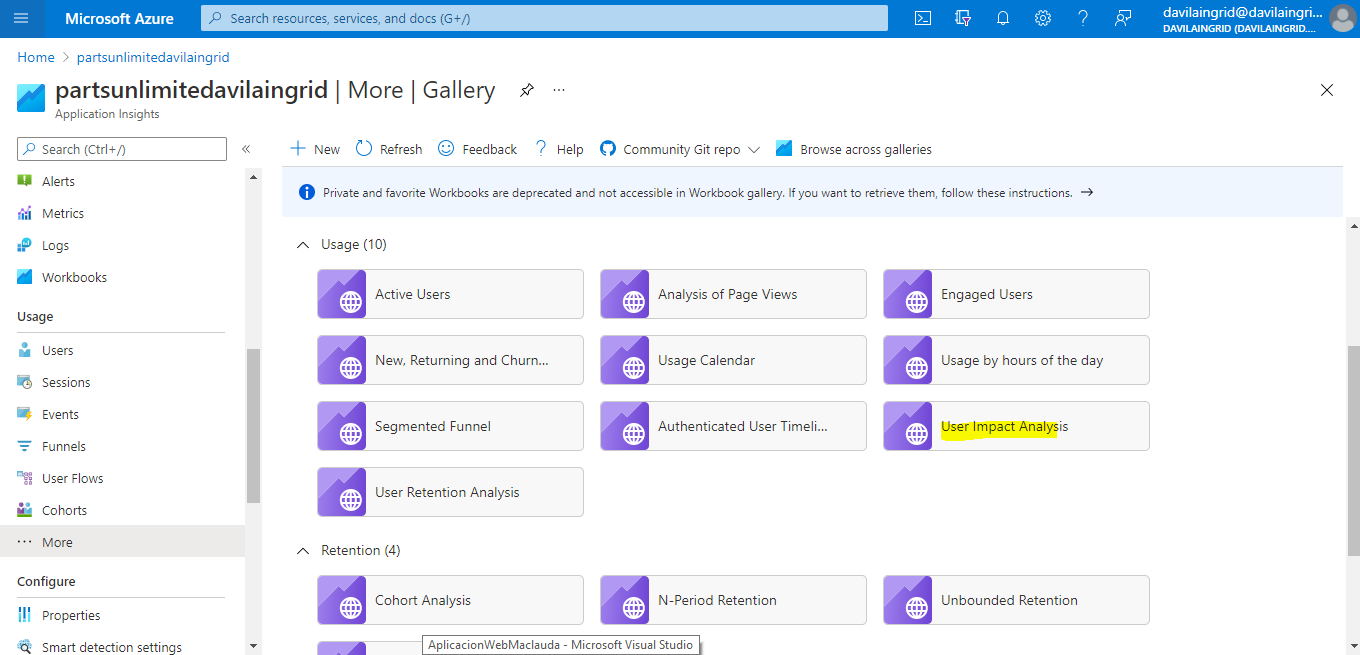 Microsoft Azure
Search resources, services, and docs (G+/)
davilaingrid@davilaingri...
DAVILAINGRID (DAVILAINGRID....
Home > partsunlimitedavilaingrid
partsunlimitedavilaingrid | More | Gallery
...
Application Insights
Search (Ctrl+/)
«
New
Refresh
Feedback
Help
Community Git repo
Browse across galleries
Private and favorite Workbooks are deprecated and not accessible in Workbook gallery. If you want to retrieve them, follow these instructions. →
Alerts
Metrics
Logs
Workbooks
Usage
Users
Sessions
Events
Funnels
User Flows
Cohorts
More
Configure
Properties
Smart detection settings
Usage (10)
Active Users
Analysis of Page Views
Engaged Users
New, Returning and Churn...
Usage Calendar
Usage by hours of the day
Segmented Funnel
Authenticated User Timeli...
User Impact Analysis
User Retention Analysis
Retention (4)
Cohort Analysis
N-Period Retention
Unbounded Retention
AplicacionWebMaclauda - Microsoft Visual Studio